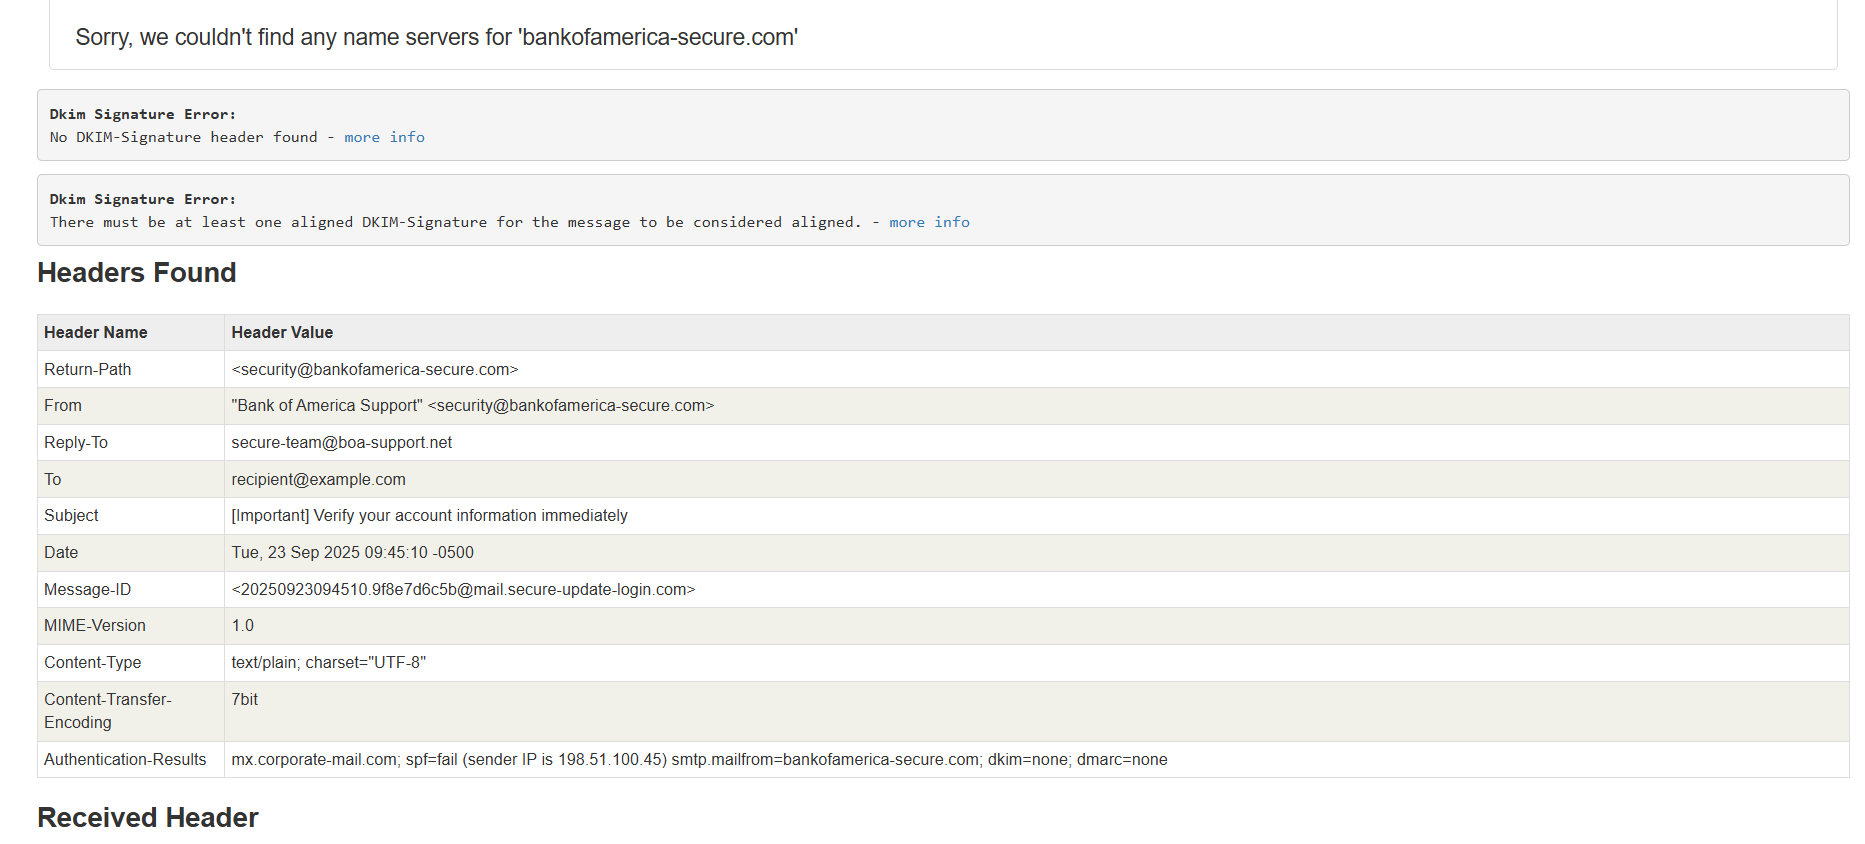 Sorry, we couldn't find any name servers for 'bankofamerica-secure.com'
Dkim Signature Error:
No DKIM-Signature header found - more info
Dkim Signature Error:
There must be at least one aligned DKIM-Signature for the message to be considered aligned. - more info
Headers Found
Header Name Header Value
Return-Path <security@bankofamerica-secure.com>
From "Bank of America Support" <security@bankofamerica-secure.com>
Reply-To secure-team@boa-support.net
To recipient@example.com
Subject [Important] Verify your account information immediately
Date Tue, 23 Sep 2025 09:45:10 -0500
Message-ID <20250923094510.9f8e7d6c5b@mail.secure-update-login.com>
MIME-Version 1.0
Content-Type text/plain; charset="UTF-8"
Content-Transfer- 7bit
Encoding
Authentication-Results mx.corporate-mail.com; spf=fail (sender IP is 198.51.100.45) smtp.mailfrom=bankofamerica-secure.com; dkim=none; dmarc=none
Received Header